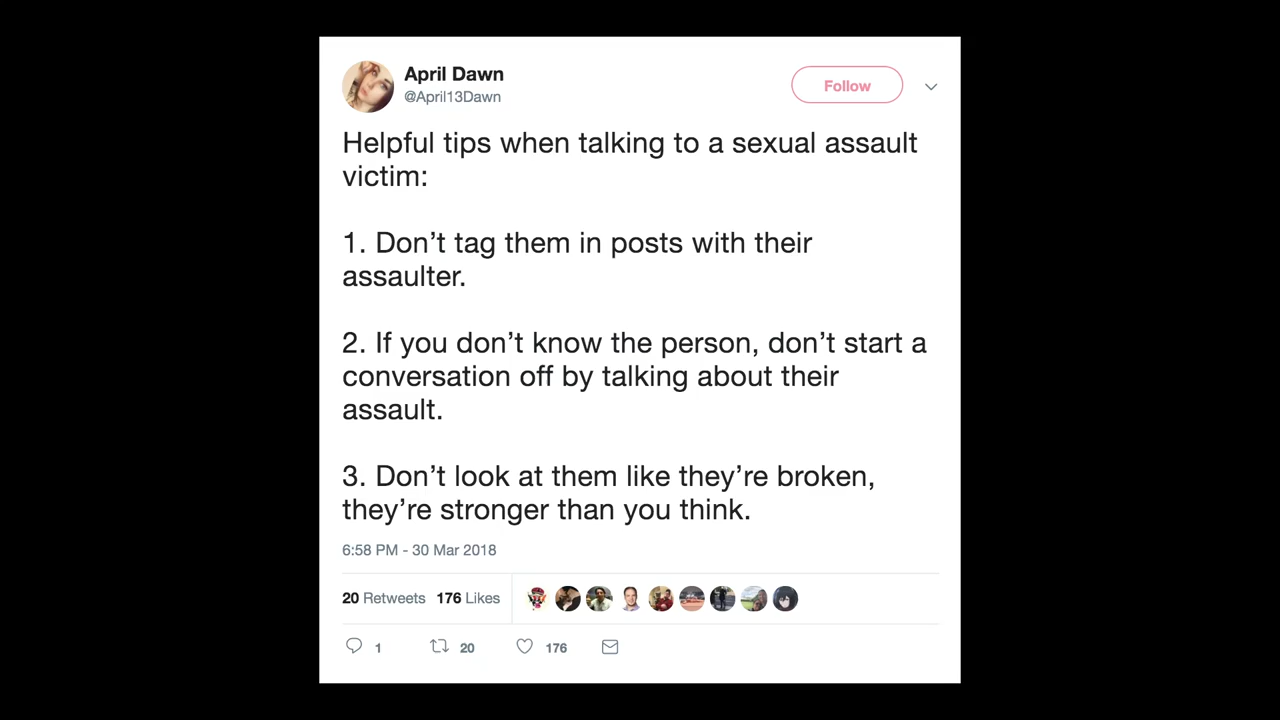 April Dawn
@April13Dawn
Follow
Helpful tips when talking to a sexual assault
victim:
1. Don’t tag them in posts with their
assaulter.
2. If you don’t know the person, don’t start a
conversation off by talking about their
assault.
3. Don’t look at them like they’re broken,
they’re stronger than you think.
6:58 PM - 30 Mar 2018
20 Retweets 176 Likes
1 20 176